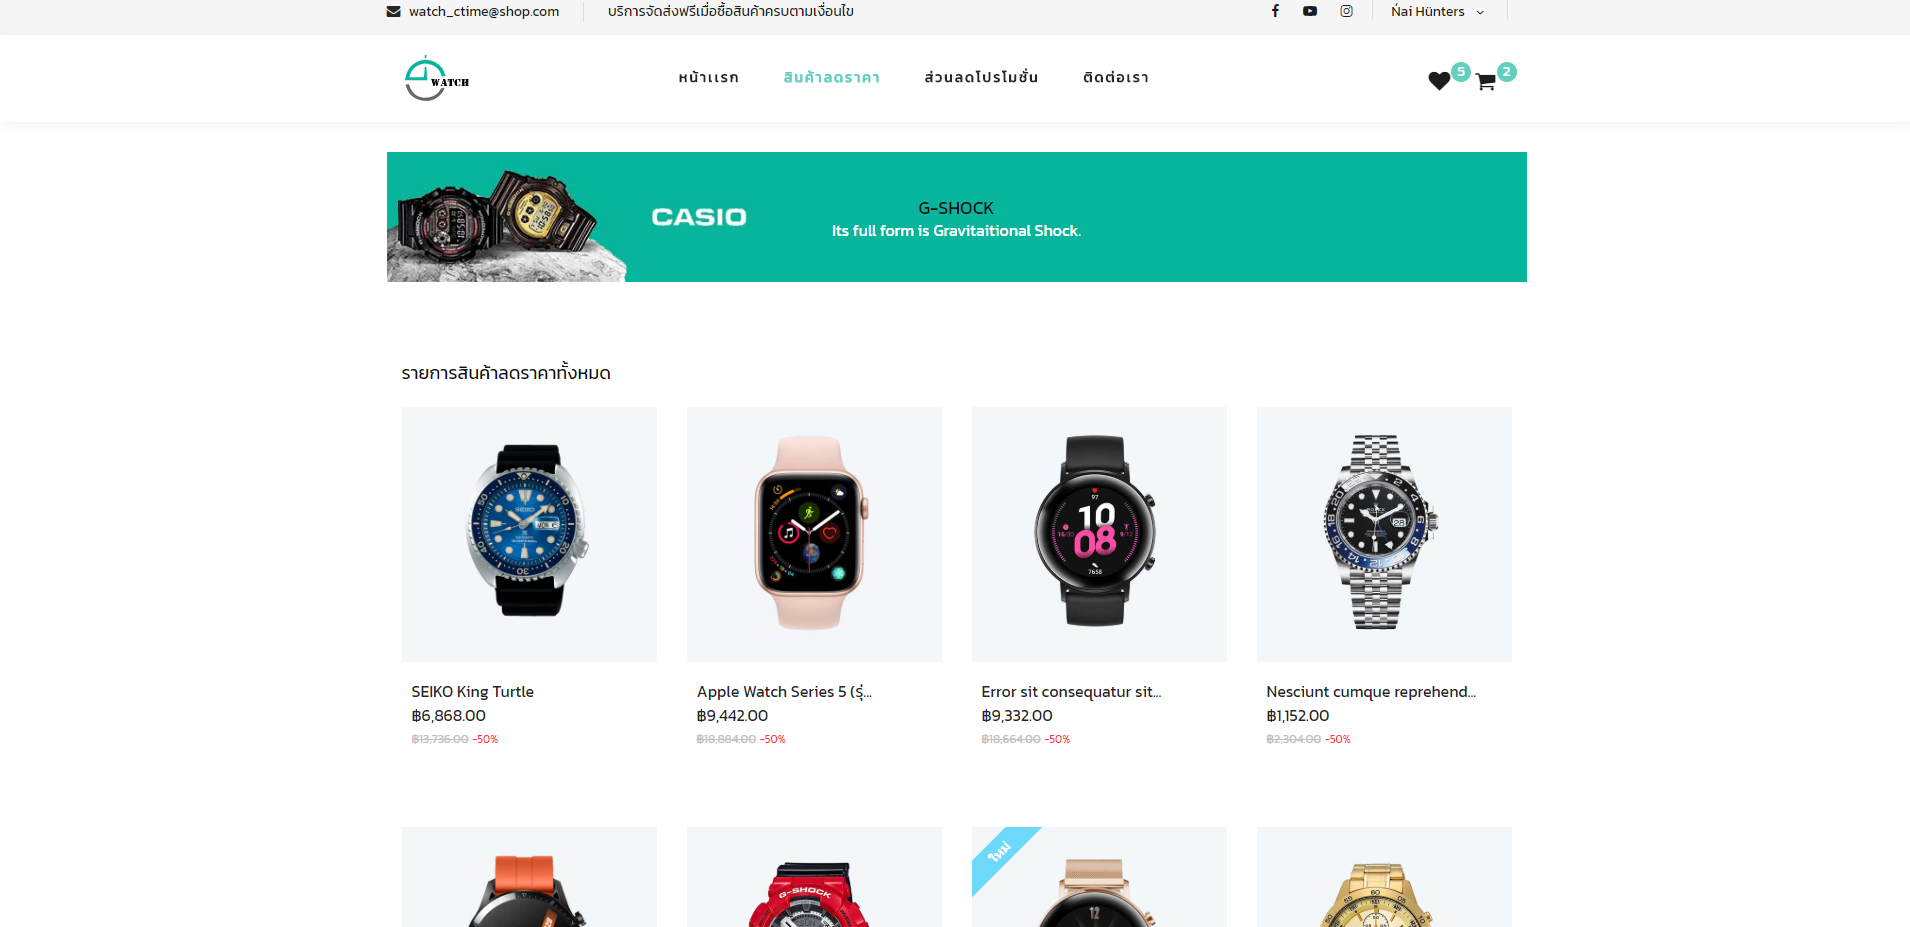 watch_ctime@shop.com
บริการจัดส่งฟรีเมื่อซื้อสินค้าครบตามเงื่อนไข
Ńai Hünters
WATCH
หน้าแรก
สินค้าลดราคา
ส่วนลดโปรโมชั่น
ติดต่อเรา
5
2
CASIO
G-SHOCK
Its full form is Gravitaitional Shock.
รายการสินค้าลดราคาทั้งหมด
SEIKO King Turtle
฿6,868.00
฿13,736.00 -50%
Apple Watch Series 5 (รุ่...
฿9,442.00
฿18,884.00 -50%
Error sit consequatur sit...
฿9,332.00
฿18,664.00 -50%
Nesciunt cumque reprehend...
฿1,152.00
฿2,304.00 -50%
G-SHOCK
ใหม่